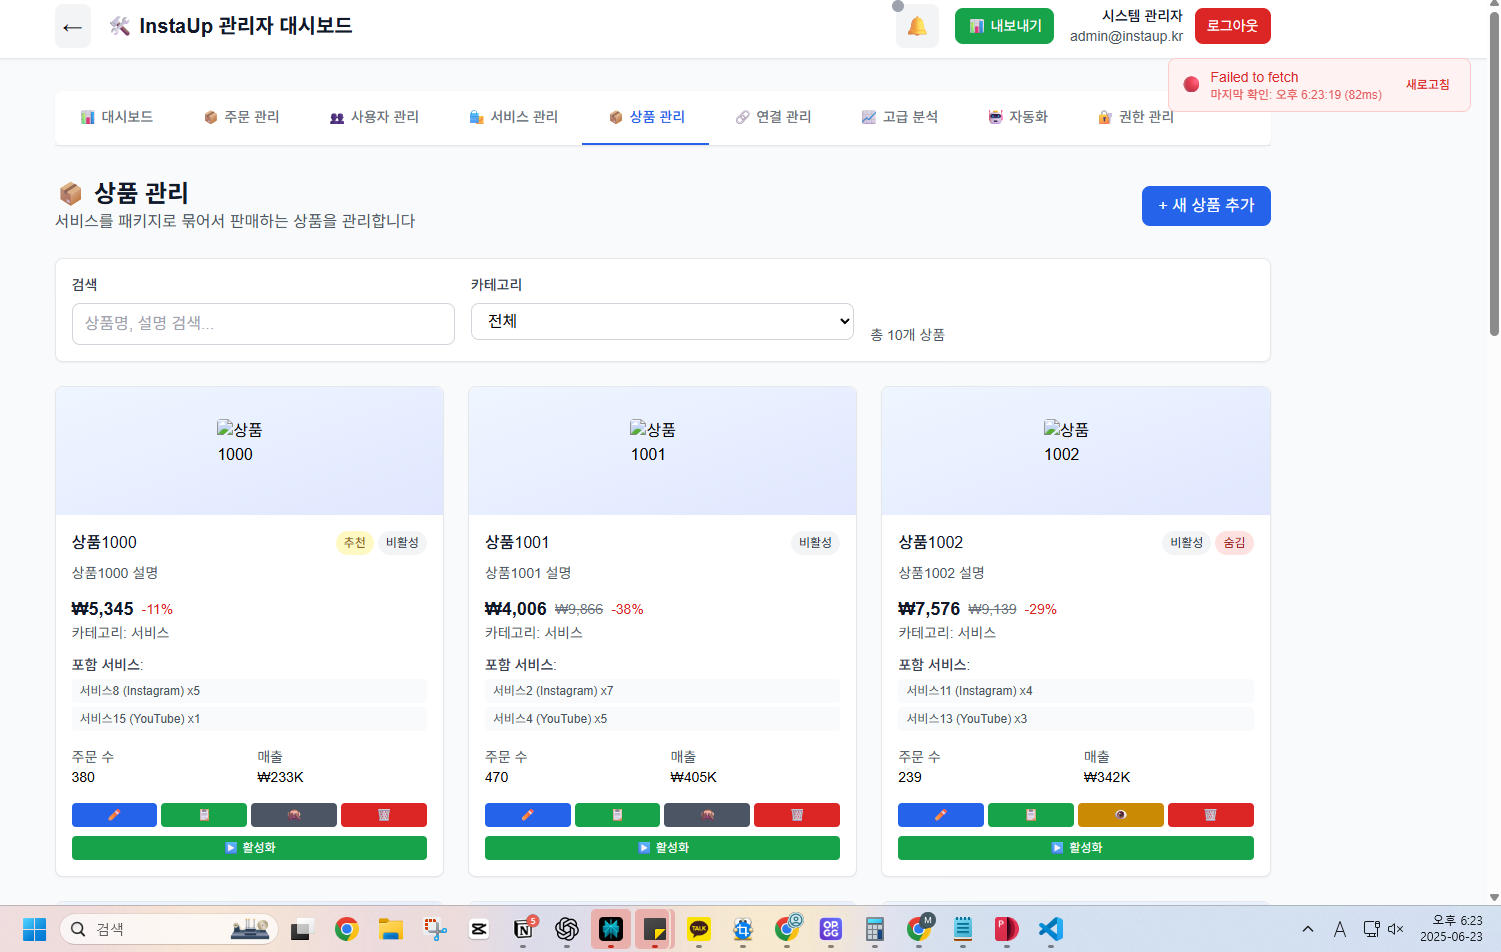 InstaUp 관리자 대시보드
내보내기
시스템 관리자
admin@instaup.kr
로그아웃
Failed to fetch
마지막 확인: 오후 6:23:19 (82ms)
새로고침
대시보드
주문 관리
사용자 관리
서비스 관리
상품 관리
연결 관리
고급 분석
자동화
권한 관리
상품 관리
서비스를 패키지로 묶어서 판매하는 상품을 관리합니다
+ 새 상품 추가
검색
카테고리
상품명, 설명 검색...
전체
총 10개 상품
상품
1000
상품
1001
상품
1002
상품1000
추천
비활성
상품1000 설명
₩5,345 -11%
카테고리: 서비스
포함 서비스:
서비스8 (Instagram) x5
서비스15 (YouTube) x1
주문 수
매출
380
₩233K
활성화
상품1001
비활성
상품1001 설명
₩4,006 ₩9,866 -38%
카테고리: 서비스
포함 서비스:
서비스2 (Instagram) x7
서비스4 (YouTube) x5
주문 수
매출
470
₩405K
활성화
상품1002
비활성
숨김
상품1002 설명
₩7,576 ₩9,139 -29%
카테고리: 서비스
포함 서비스:
서비스11 (Instagram) x4
서비스13 (YouTube) x3
주문 수
매출
239
₩342K
활성화
검색
5
TALK
OP
GG
M
A
오후 6:23
2025-06-23